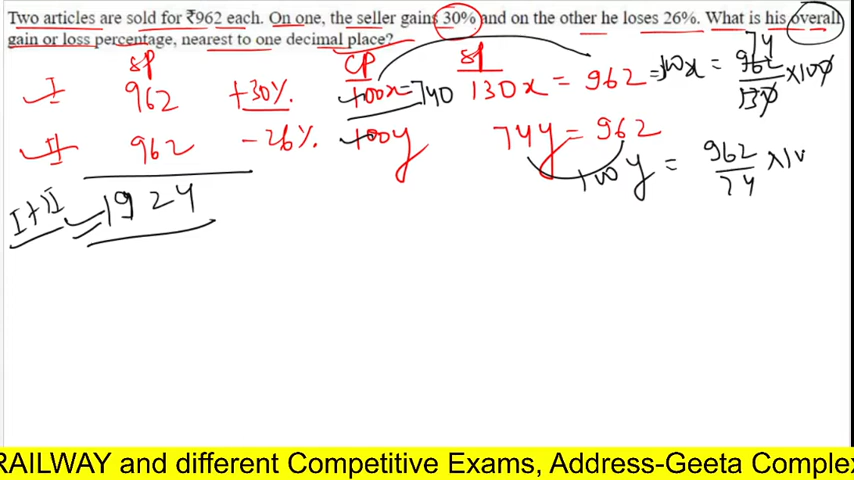 Two articles are sold for ₹962 each. On one, the seller gains 30% and on the other he loses 26%. What is his overall
gain or loss percentage, nearest to one decimal place?
SP CP SP
I 962 +30% 100x = 740 130x = 962 ⇒ 100x = 962/130 × 100 74
II 962 -26% 100y 74y = 962
100y = 962/74 × 10
I+II 1924
RAILWAY and different Competitive Exams, Address-Geeta Complex